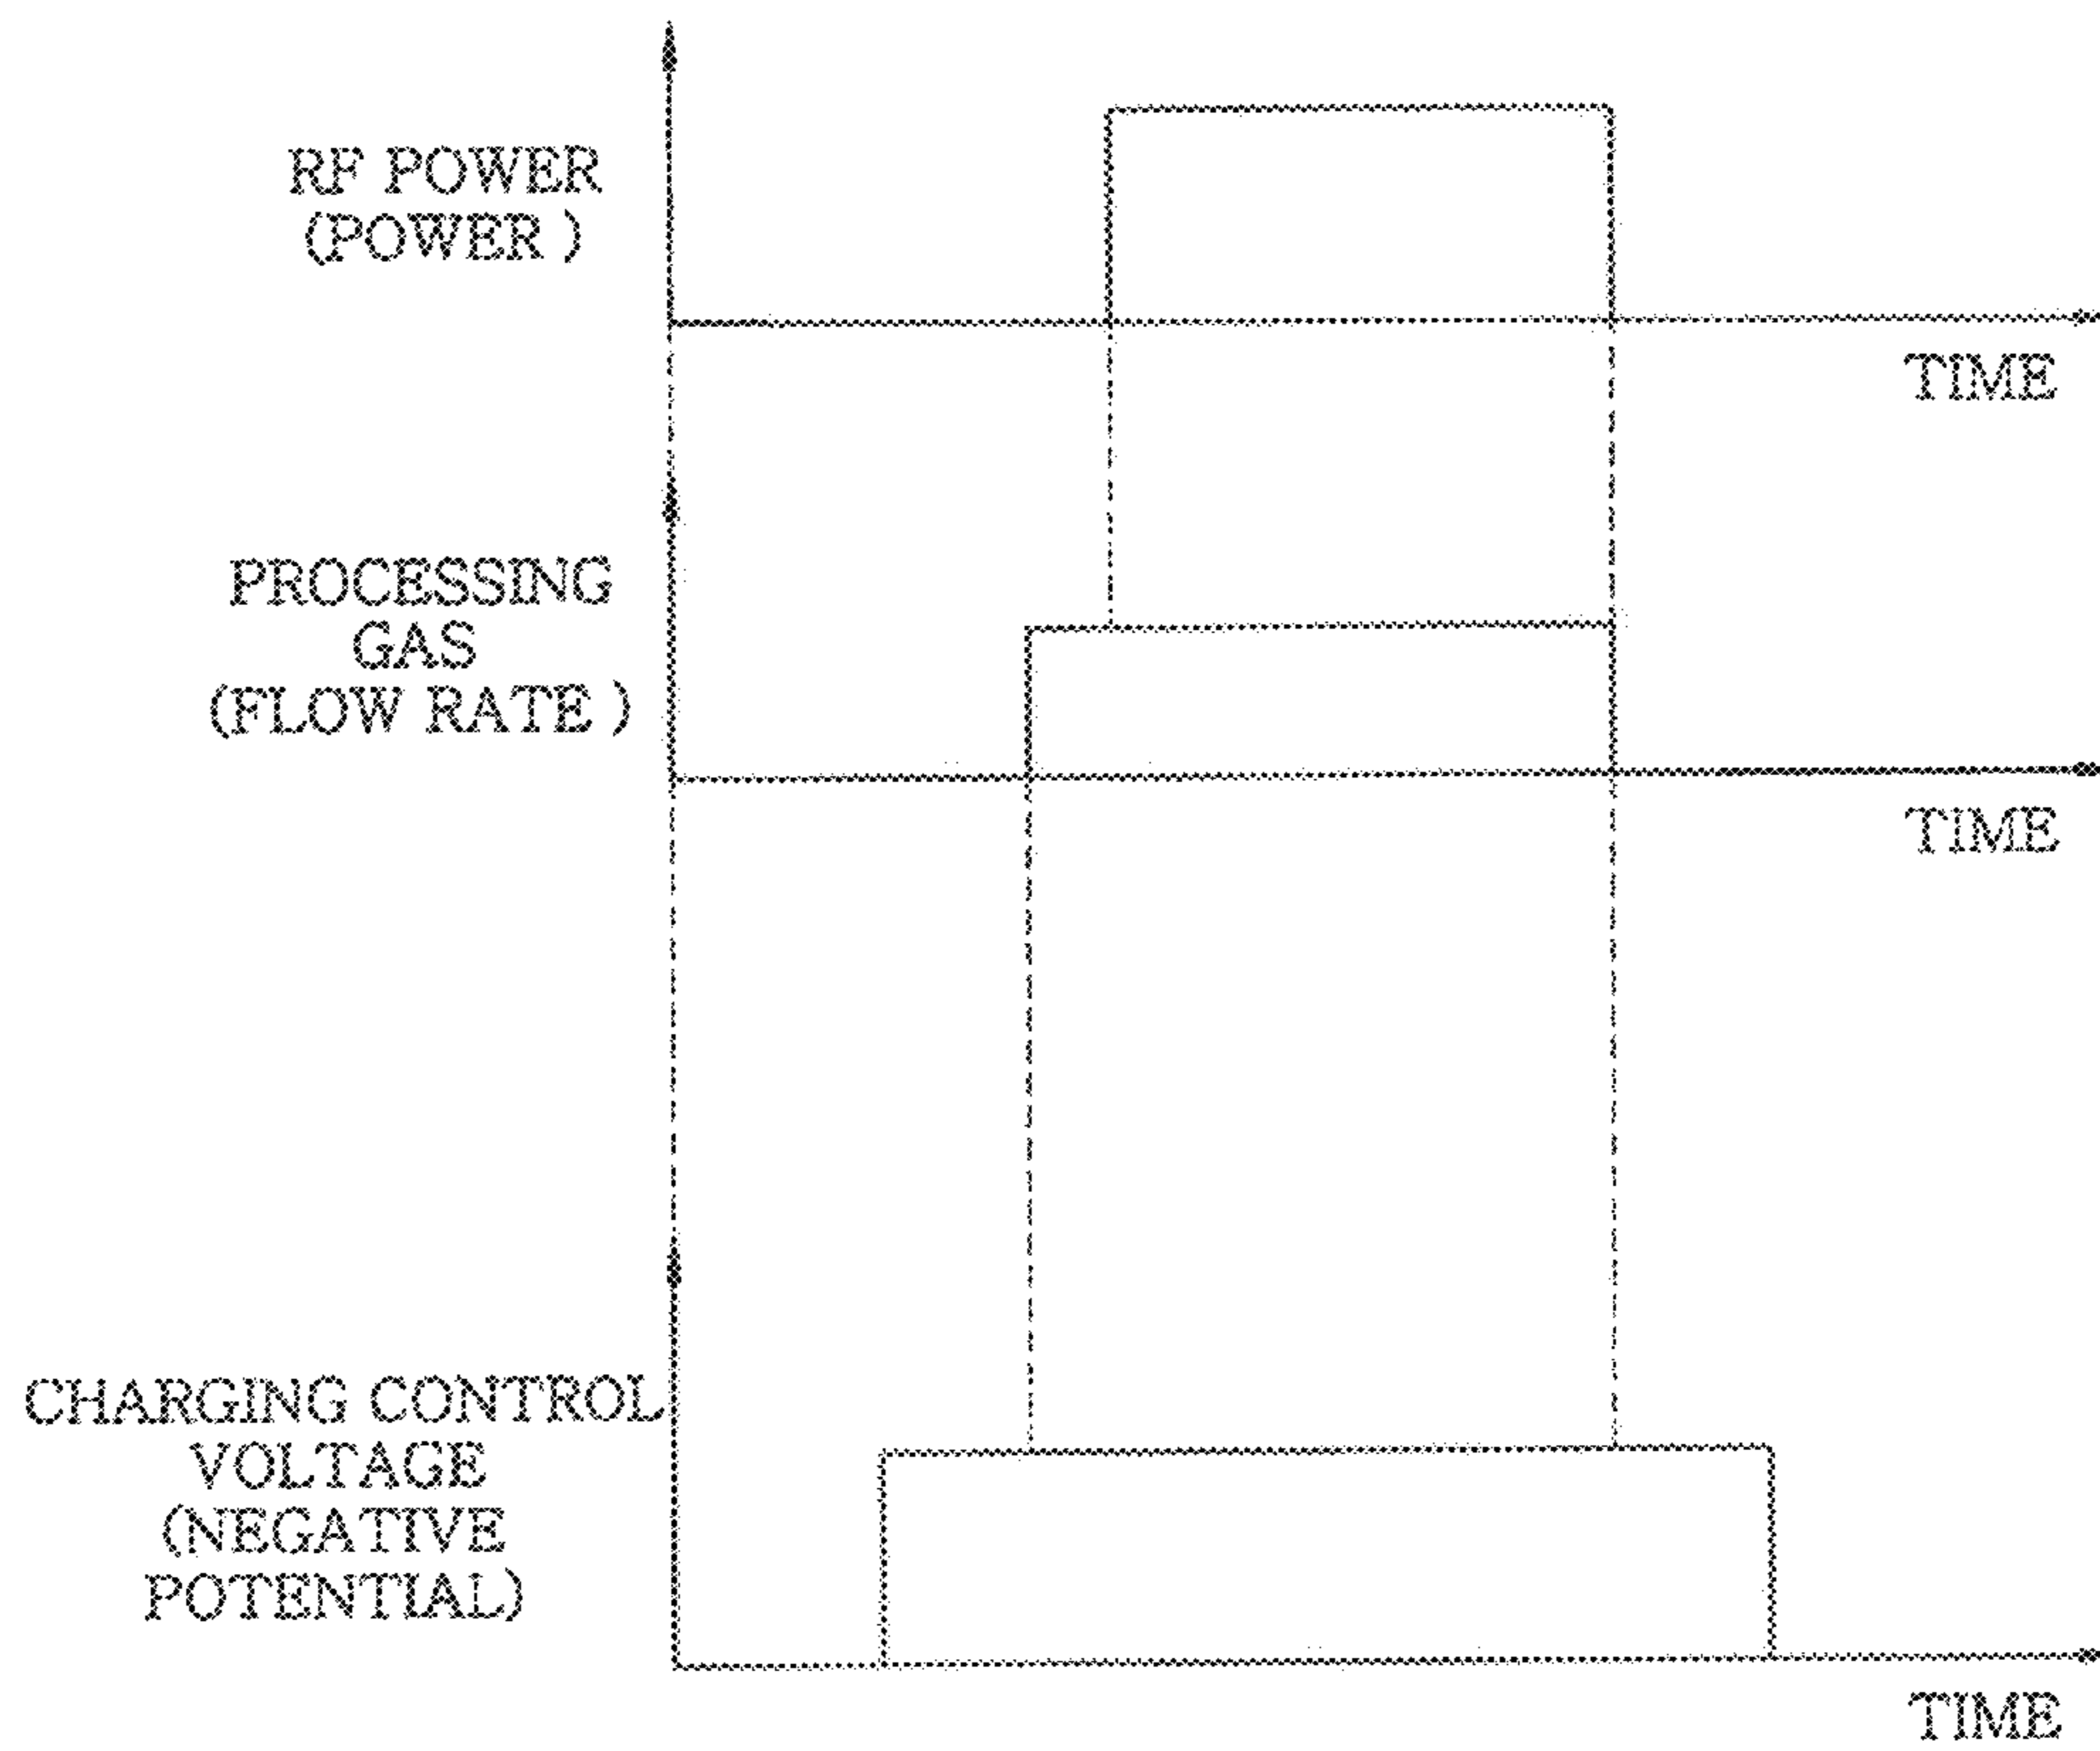 RF POWER
(POWER )
TIME
PROCESSING
GAS
(FLOW RATE )
TIME
CHARGING CONTROL
VOLTAGE
(NEGATIVE
POTENTIAL)
TIME